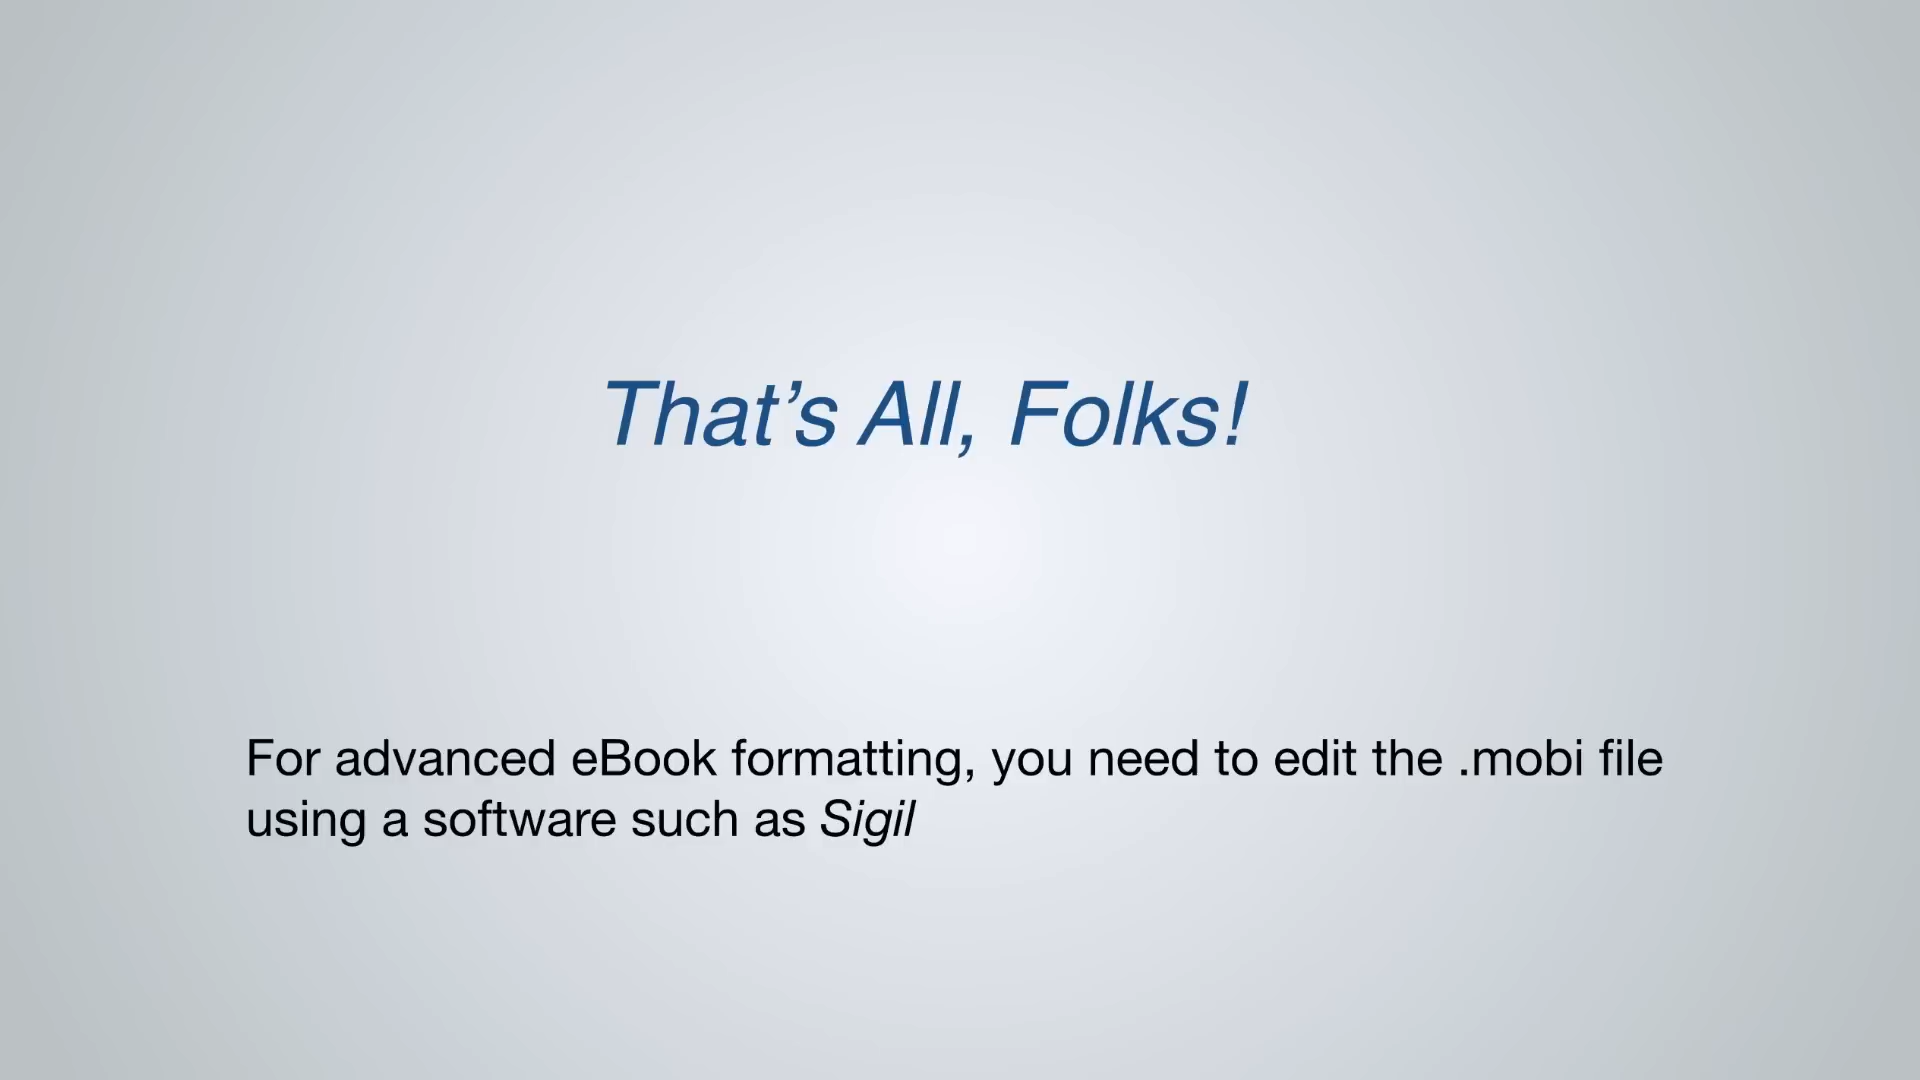 That’s All, Folks!
For advanced eBook formatting, you need to edit the .mobi file
using a software such as Sigil